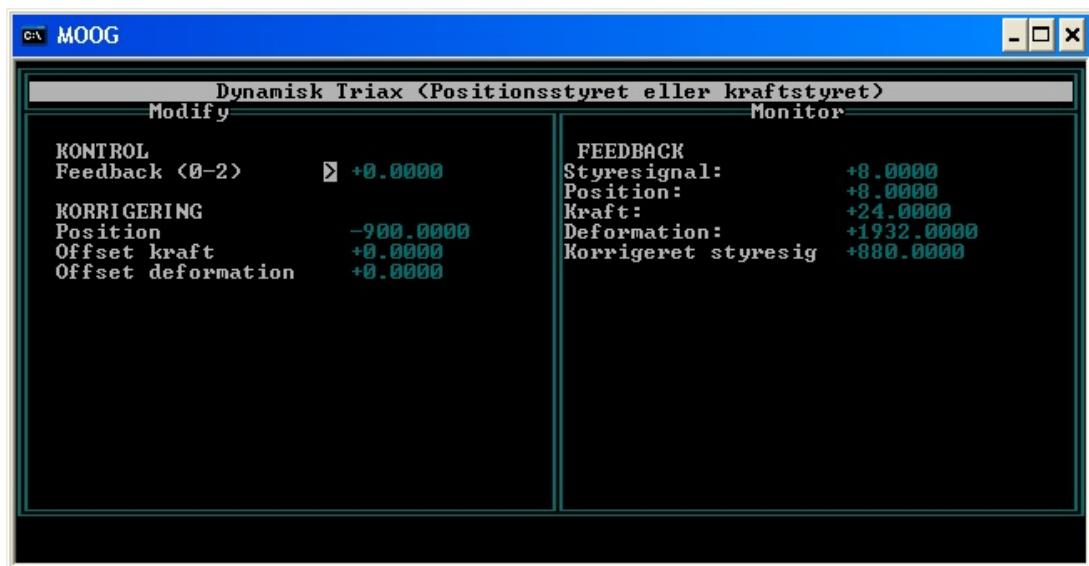 MOOG
Dynamisk Triax (Positionsstyret eller kraftstyret)
Modify
KONTROL
Feedback (0-2) > +0.0000
KORRIGERING
Position -900.0000
Offset kraft +0.0000
Offset deformation +0.0000
Monitor
FEEDBACK
Styresignal: +8.0000
Position: +8.0000
Kraft: +24.0000
Deformation: +1932.0000
Korrigeret styresig +880.0000